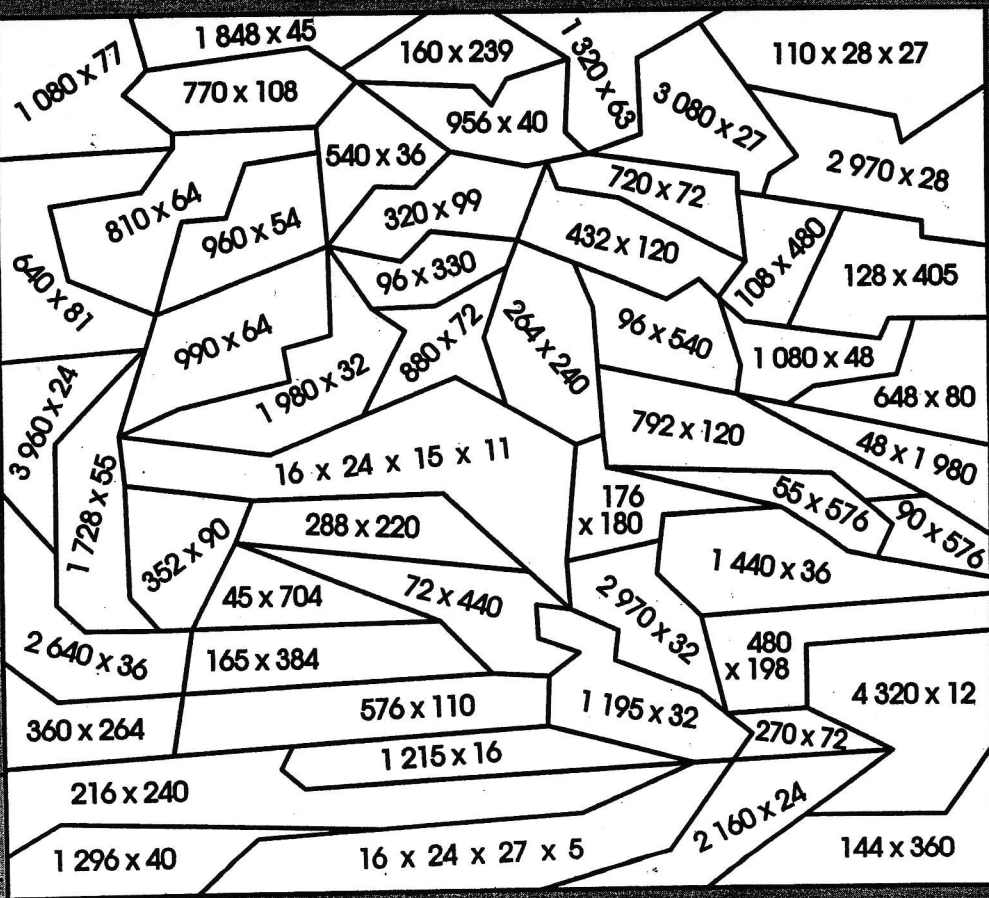 1 080 x 77
1 848 x 45
160 x 239
1 320 x 63
110 x 28 x 27
770 x 108
956 x 40
3 080 x 27
540 x 36
2 970 x 28
810 x 64
960 x 54
320 x 99
720 x 72
432 x 120
108 x 480
128 x 405
640 x 81
96 x 330
990 x 64
880 x 72
264 x 240
96 x 540
1 080 x 48
648 x 80
3 960 x 24
1 980 x 32
792 x 120
48 x 1 980
16 x 24 x 15 x 11
1 728 x 55
176
x 180
55 x 576
90 x 576
352 x 90
288 x 220
1 440 x 36
45 x 704
72 x 440
2 970 x 32
2 640 x 36
165 x 384
480
x 198
4 320 x 12
360 x 264
576 x 110
1 195 x 32
270 x 72
1 215 x 16
216 x 240
2 160 x 24
1 296 x 40
16 x 24 x 27 x 5
144 x 360